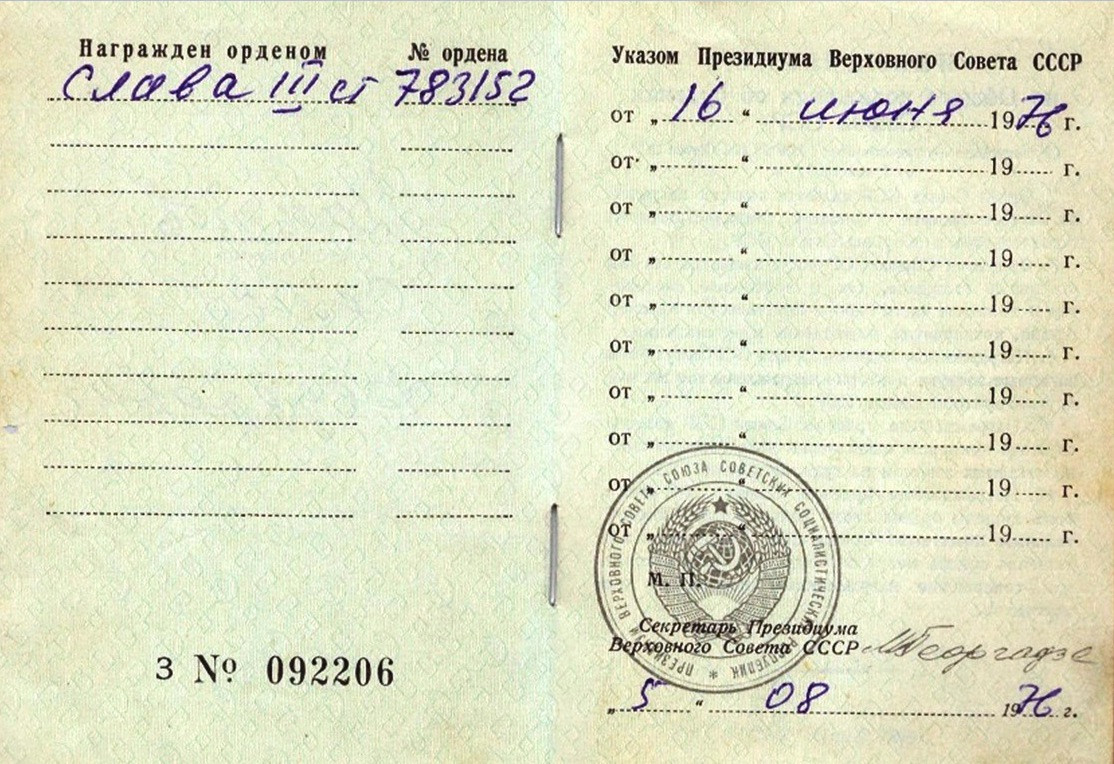 Награжден орденом № ордена
Слава III ст 783152
З № 092206
Указом Президиума Верховного Совета СССР
от „ 16 “ июня 1976 г.
от „ “ 19 г.
от „ “ 19 г.
от „ “ 19 г.
от „ “ 19 г.
от „ “ 19 г.
от „ “ 19 г.
от „ “ 19 г.
от „ “ 19 г.
от „ “ 19 г.
ПРЕЗИДИУМ ВЕРХОВНОГО СОВЕТА СОЮЗА СОВЕТСКИХ СОЦИАЛИСТИЧЕСКИХ РЕСПУБЛИК *
М. П.
Секретарь Президиума
Верховного Совета СССР МГеоргадзе
„ 5 “ 08 1976 г.